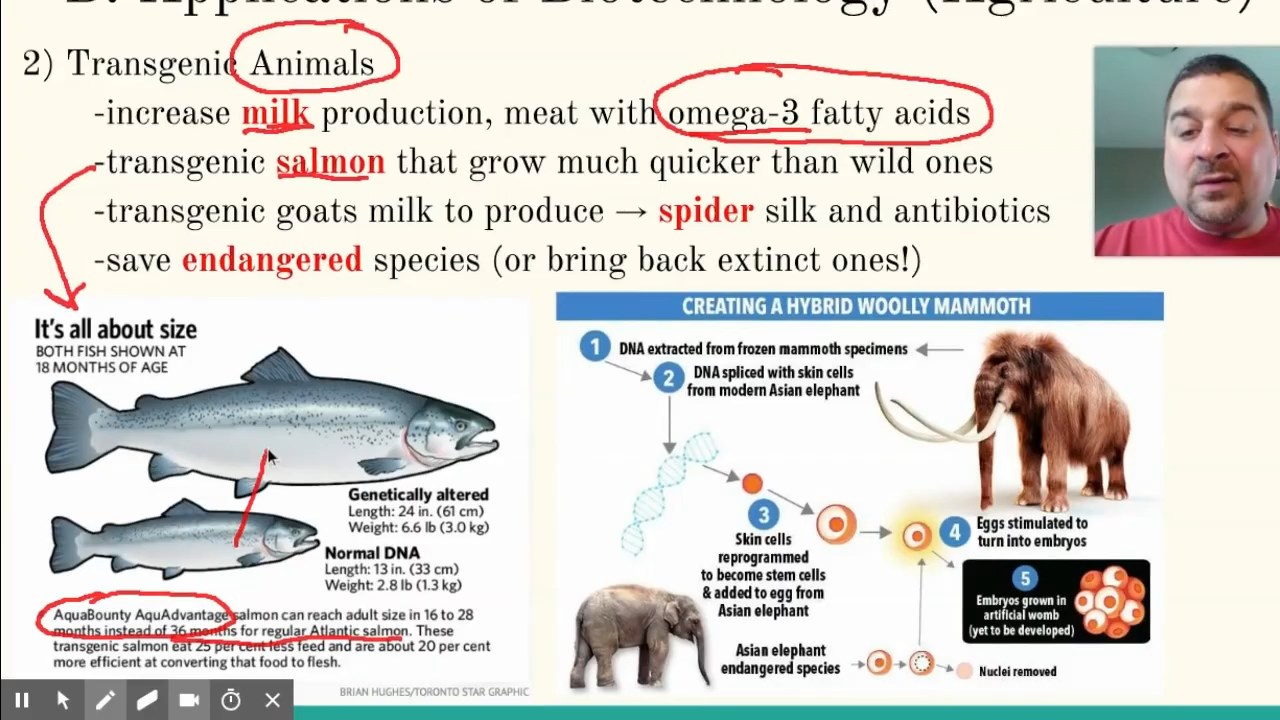 D. Applications of Biotechnology (Agriculture)
2) Transgenic Animals
-increase milk production, meat with omega-3 fatty acids
-transgenic salmon that grow much quicker than wild ones
-transgenic goats milk to produce → spider silk and antibiotics
-save endangered species (or bring back extinct ones!)
It's all about size
BOTH FISH SHOWN AT
18 MONTHS OF AGE
Genetically altered
Length: 24 in. (61 cm)
Weight: 6.6 lb (3.0 kg)
Normal DNA
Length: 13 in. (33 cm)
Weight: 2.8 lb (1.3 kg)
AquaBounty AquAdvantage salmon can reach adult size in 16 to 28
months instead of 36 months for regular Atlantic salmon. These
transgenic salmon eat 25 per cent less feed and are about 20 per cent
more efficient at converting that food to flesh.
BRIAN HUGHES/TORONTO STAR GRAPHIC
CREATING A HYBRID WOOLLY MAMMOTH
1 DNA extracted from frozen mammoth specimens
2 DNA spliced with skin cells
from modern Asian elephant
3
Skin cells
reprogrammed
to become stem cells
& added to egg from
Asian elephant
4 Eggs stimulated to
turn into embryos
5
Embryos grown in
artificial womb
(yet to be developed)
Asian elephant
endangered species
Nuclei removed